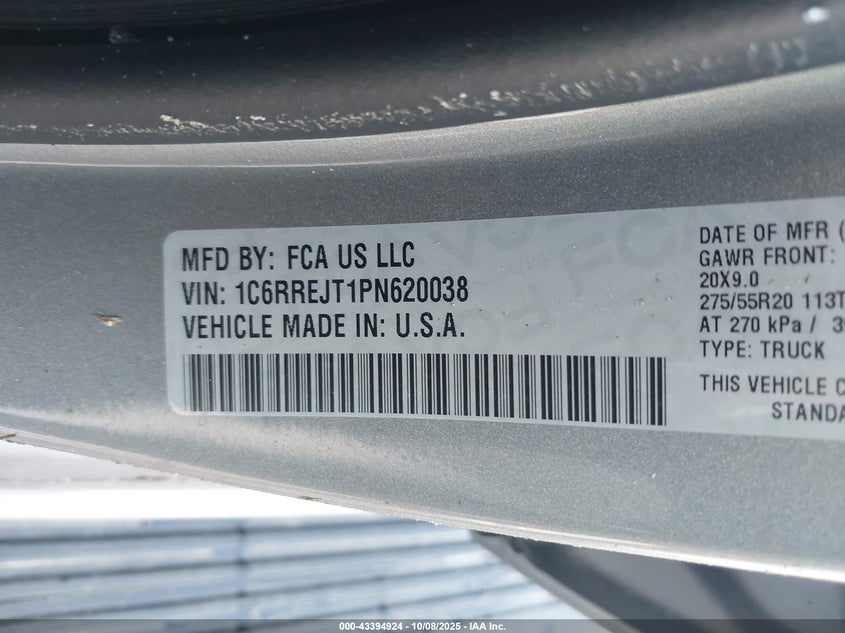 MFD BY: FCA US LLC
VIN: 1C6RREJT1PN620038
VEHICLE MADE IN: U.S.A.
DATE OF MFR (
GAWR FRONT:
20X9.0
275/55R20 113T
AT 270 kPa /
TYPE: TRUCK
THIS VEHICLE
000-43394924 - 10/08/2025 - IAA Inc.